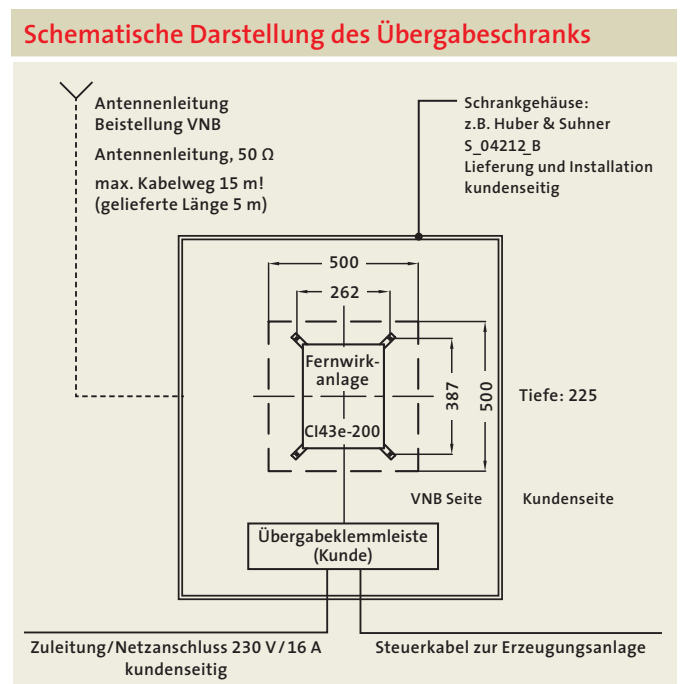 Schematische Darstellung des Übergabeschranks
Antennenleitung
Beistellung VNB
Antennenleitung, 50 Ω
max. Kabelweg 15 m!
(gelieferte Länge 5 m)
Schrankgehäuse:
z.B. Huber & Suhner
S_04212_B
Lieferung und Installation
kundenseitig
500
262
Fernwirk-
anlage
CI43e-200
387
500
Tiefe: 225
VNB Seite
Kundenseite
Übergabeklemmleiste
(Kunde)
Zuleitung/Netzanschluss 230 V/16 A
kundenseitig
Steuerkabel zur Erzeugungsanlage